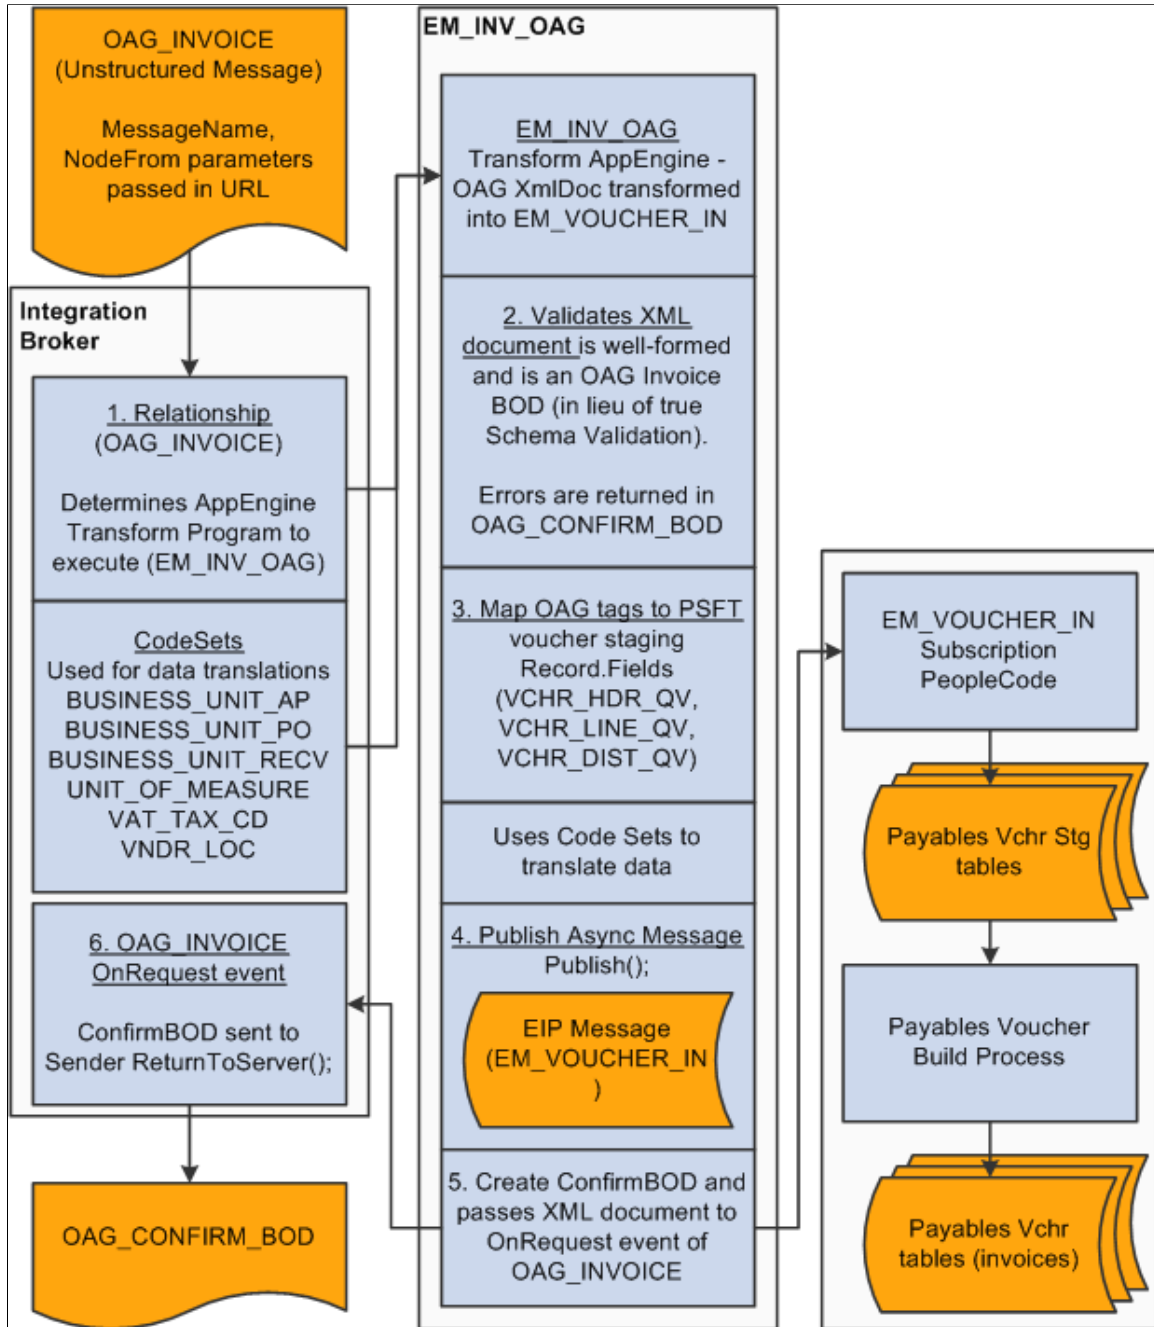 OAG_INVOICE
(Unstructured Message)
MessageName,
NodeFrom parameters
passed in URL
Integration
Broker
1. Relationship
(OAG_INVOICE)
Determines AppEngine
Transform Program to
execute (EM_INV_OAG)
CodeSets
Used for data translations
BUSINESS_UNIT_AP
BUSINESS_UNIT_PO
BUSINESS_UNIT_RECV
UNIT_OF_MEASURE
VAT_TAX_CD
VNDR_LOC
6. OAG_INVOICE
OnRequest event
ConfirmBOD sent to
Sender ReturnToServer();
OAG_CONFIRM_BOD
EM_INV_OAG
EM_INV_OAG
Transform AppEngine -
OAG XmlDoc transformed
into EM_VOUCHER_IN
2. Validates XML
document is well-formed
and is an OAG Invoice
BOD (in lieu of true
Schema Validation).
Errors are returned in
OAG_CONFIRM_BOD
3. Map OAG tags to PSFT
voucher staging
Record.Fields
(VCHR_HDR_QV,
VCHR_LINE_QV,
VCHR_DIST_QV)
Uses Code Sets to
translate data
4. Publish Async Message
Publish();
EIP Message
(EM_VOUCHER_IN
)
5. Create ConfirmBOD and
passes XML document to
OnRequest event of
OAG_INVOICE
EM_VOUCHER_IN
Subscription
PeopleCode
Payables Vchr Stg
tables
Payables Voucher
Build Process
Payables Vchr
tables (invoices)